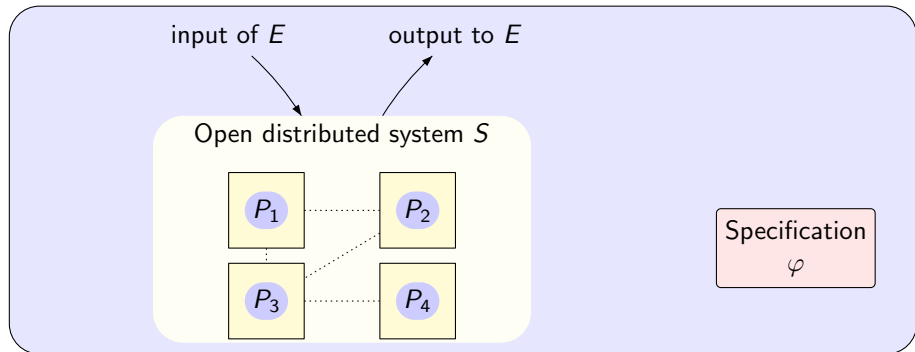 input of E
output to E
Open distributed system S
P₁
P₂
P₃
P₄
Specification
φ